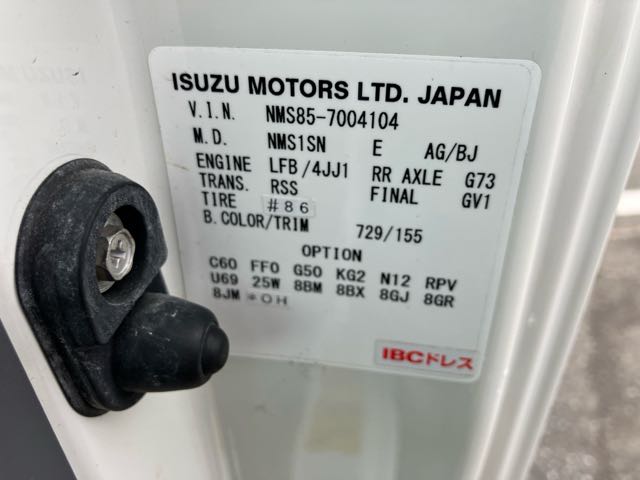 ISUZU MOTORS LTD. JAPAN
V.I.N. NMS85-7004104
M.D. NMS1SN E AG/BJ
ENGINE LFB/4JJ1 RR AXLE G73
TRANS. RSS FINAL GV1
TIRE #86
B.COLOR/TRIM 729/155
OPTION
C60 FF0 G50 KG2 N12 RPV
U69 25W 8BM 8BX 8GJ 8GR
8JM *0H
IBCドレス